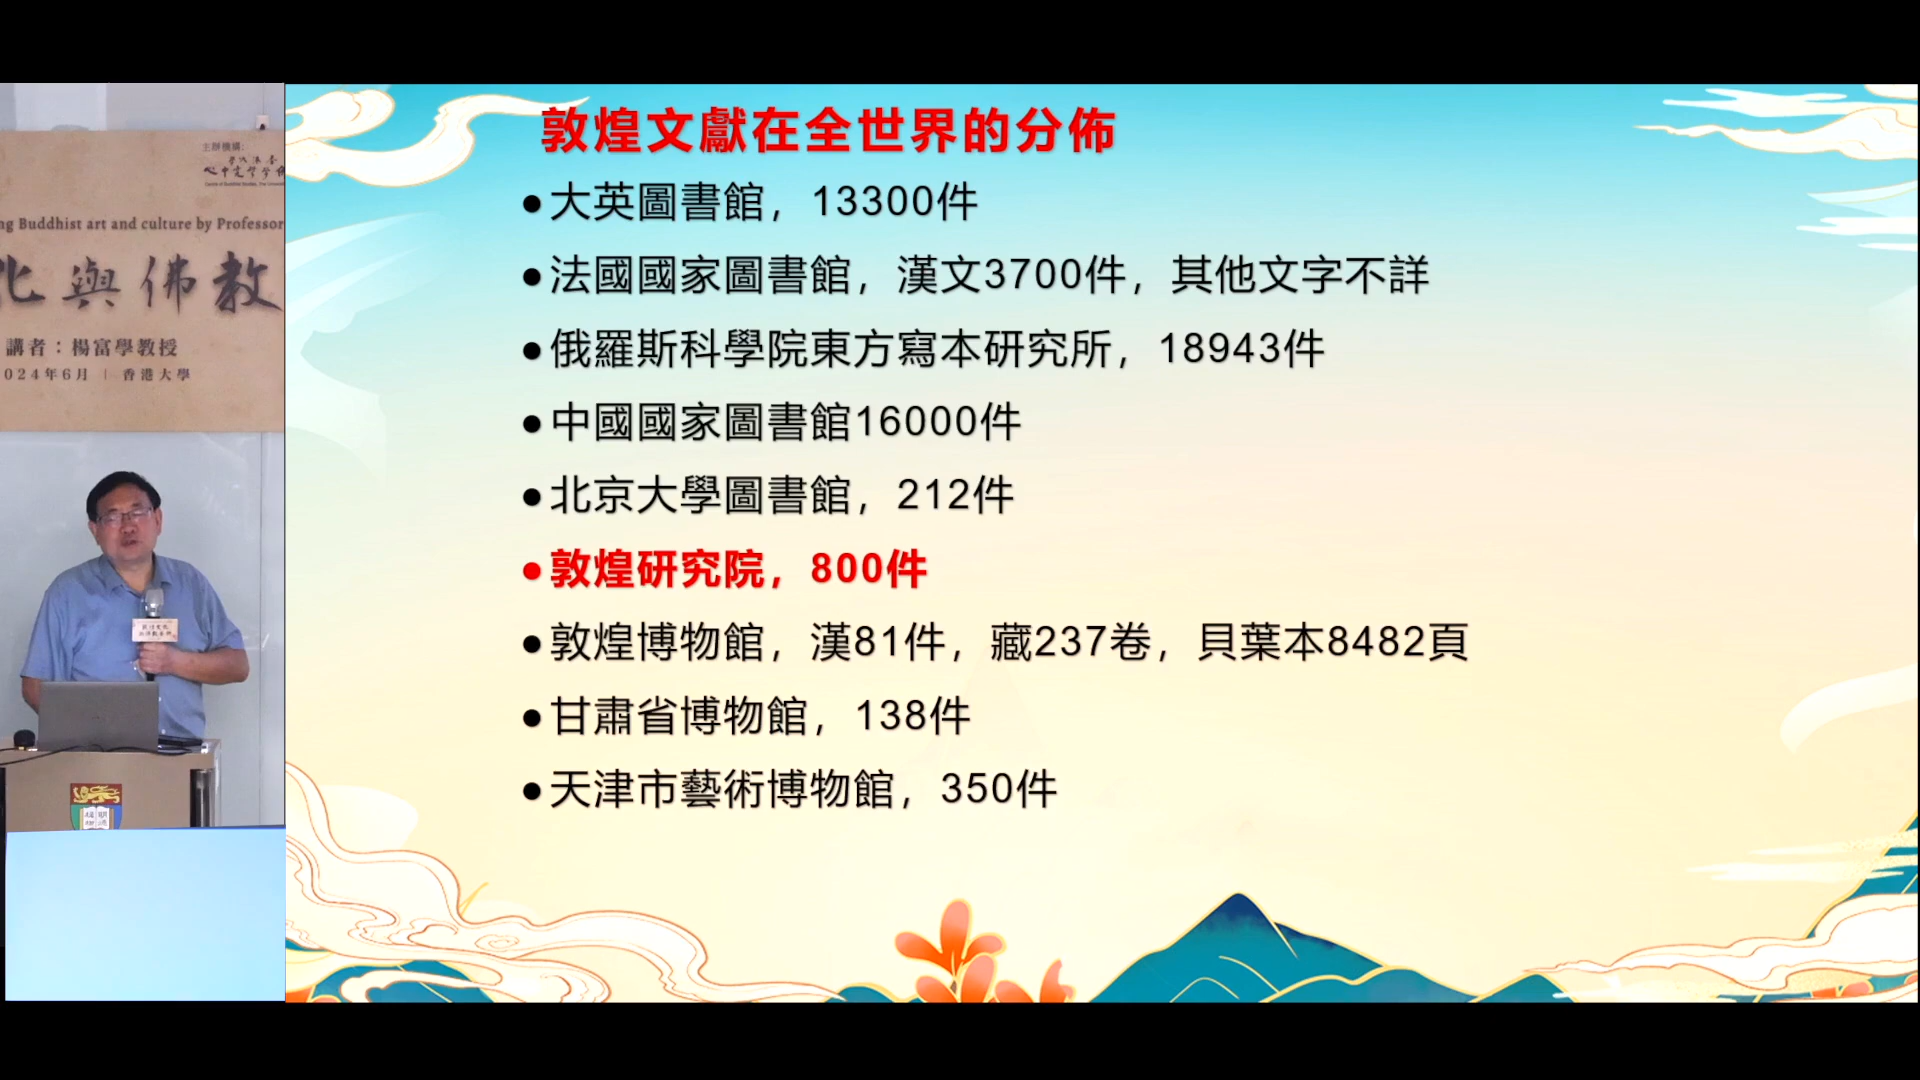 敦煌文獻在全世界的分佈
●大英圖書館，13300件
●法國國家圖書館，漢文3700件，其他文字不詳
●俄羅斯科學院東方寫本研究所，18943件
●中國國家圖書館16000件
●北京大學圖書館，212件
●敦煌研究院，800件
●敦煌博物館，漢81件，藏237卷，貝葉本8482頁
●甘肅省博物館，138件
●天津市藝術博物館，350件
主辦機構：
ng Buddhist art and culture by Professor
化與佛教
講者：楊富學教授
024年6月 | 香港大學